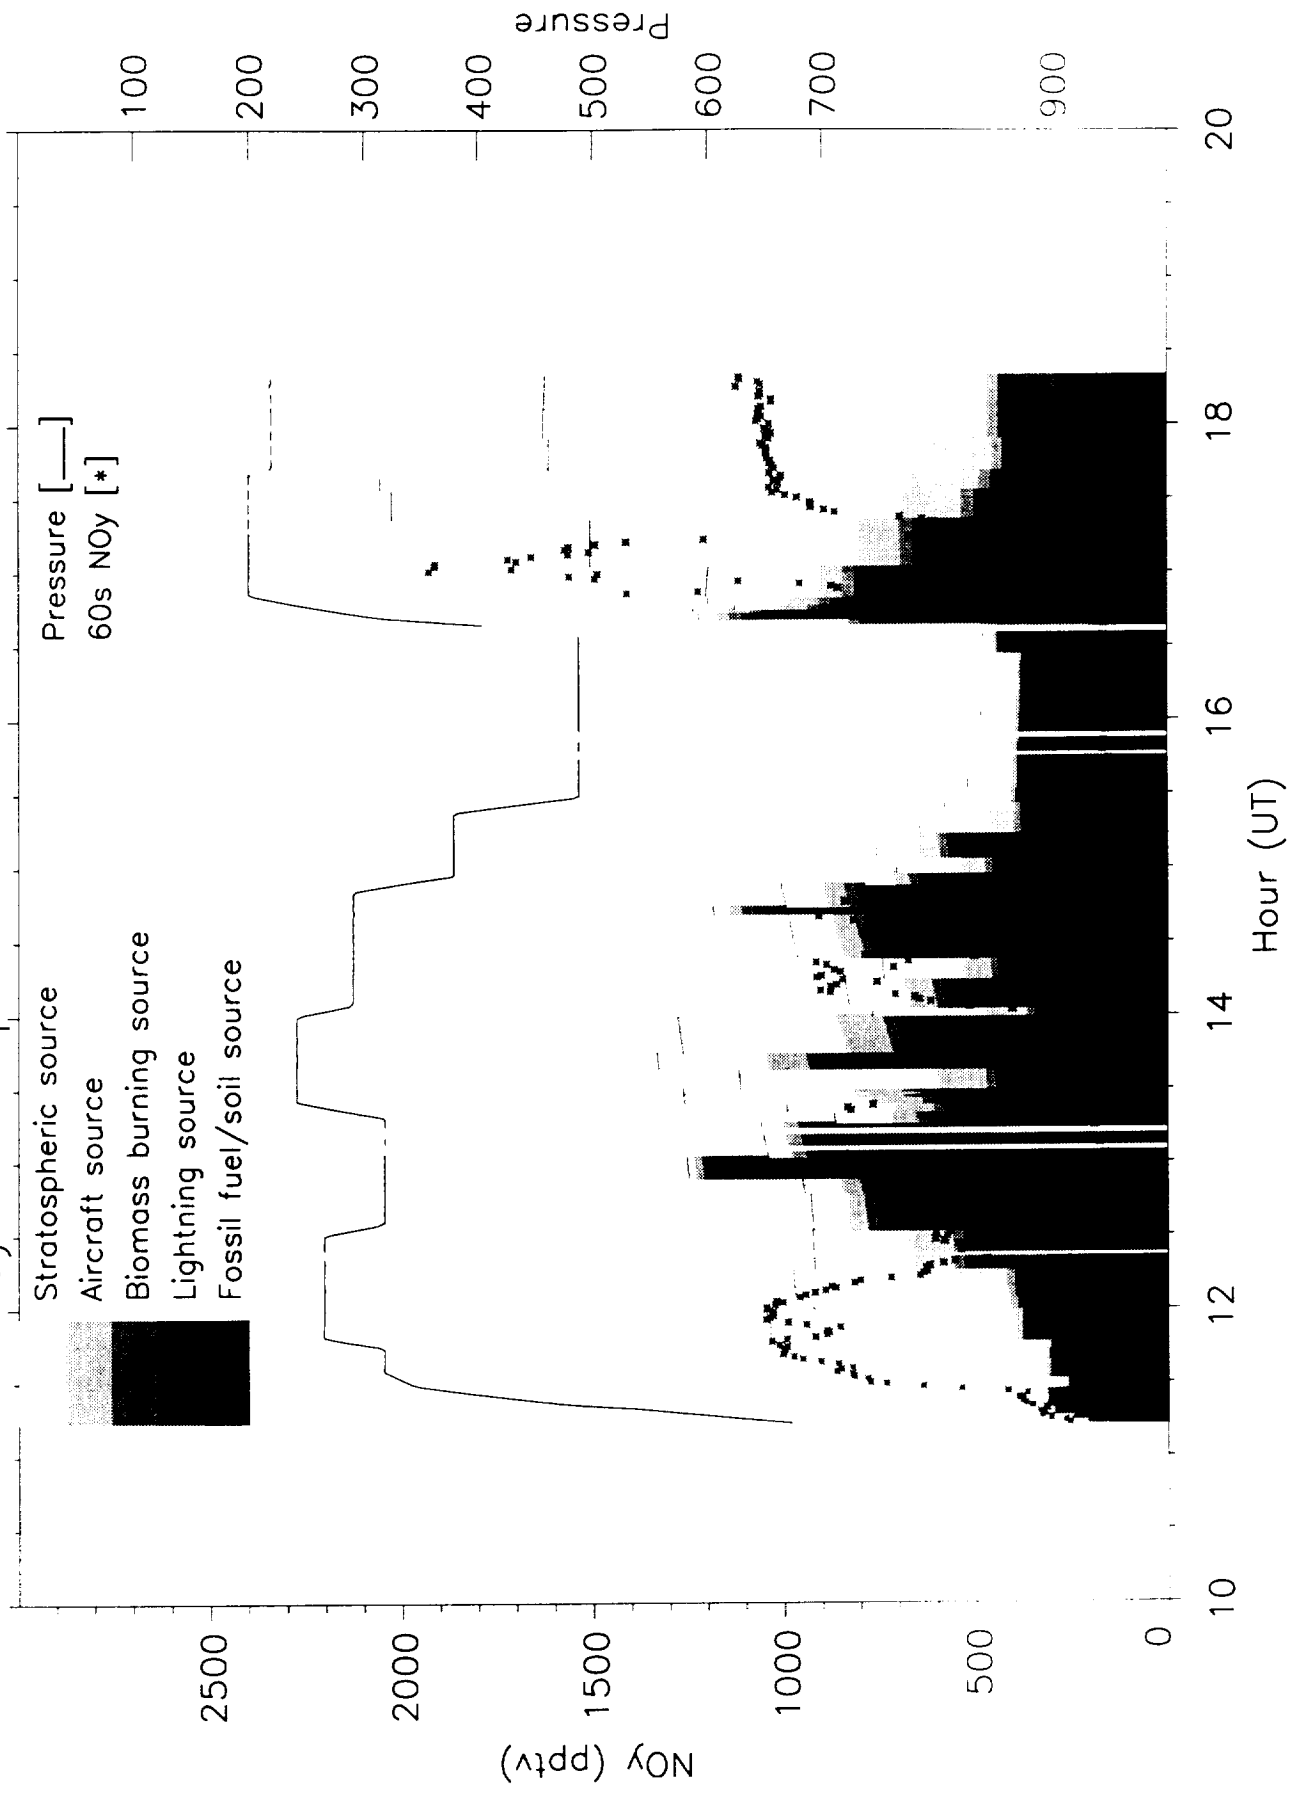 Pressure [___]
60s NOy [*]
Stratospheric source
Aircraft source
Biomass burning source
Lightning source
Fossil fuel/soil source
NOy (pptv)
2500
2000
1500
1000
500
0
Pressure
100
200
300
400
500
600
700
900
10
12
14
16
18
20
Hour (UT)